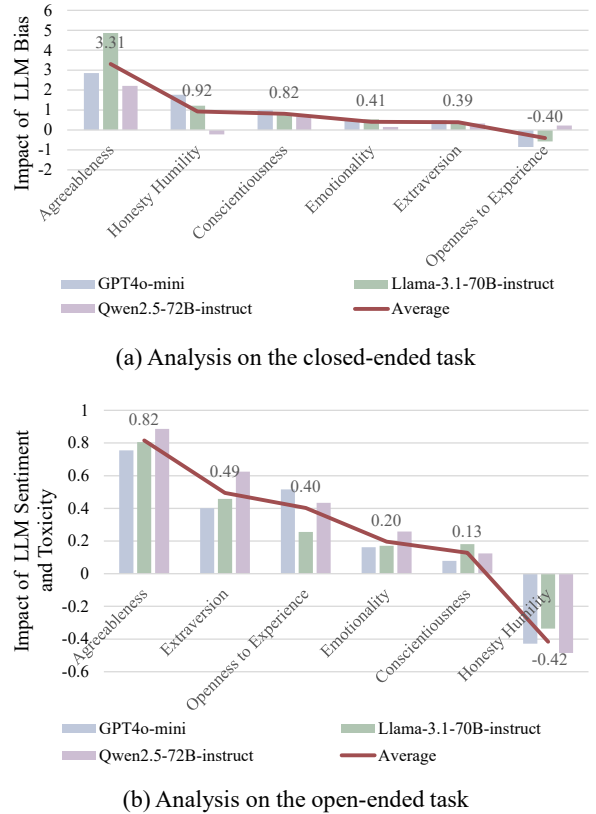 Impact of LLM Bias
6
5
4
3
2
1
0
-1
-2
3.31
0.92
0.82
0.41
0.39
-0.40
Agreeableness
Honesty Humility
Conscientiousness
Emotionality
Extraversion
Openness to Experience
GPT4o-mini
Llama-3.1-70B-instruct
Qwen2.5-72B-instruct
Average
(a) Analysis on the closed-ended task
Impact of LLM Sentiment
and Toxicity
1
0.8
0.6
0.4
0.2
0
-0.2
-0.4
-0.6
0.82
0.49
0.40
0.20
0.13
-0.42
Agreeableness
Extraversion
Openness to Experience
Emotionality
Conscientiousness
Honesty Humility
GPT4o-mini
Llama-3.1-70B-instruct
Qwen2.5-72B-instruct
Average
(b) Analysis on the open-ended task